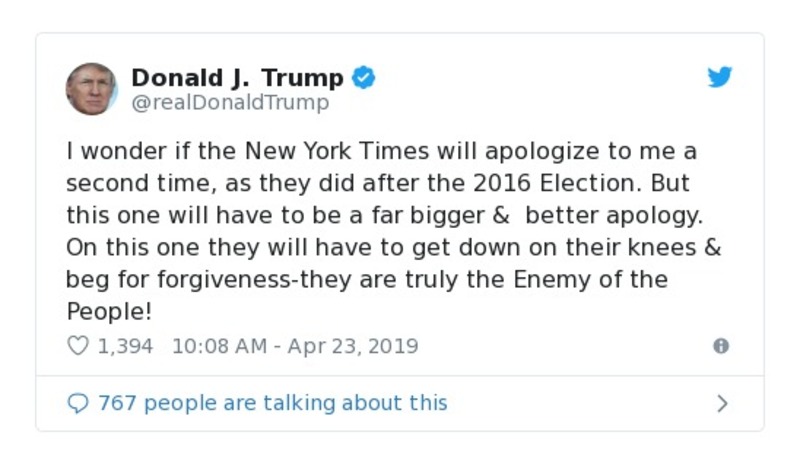 Donald J. Trump
@realDonaldTrump
I wonder if the New York Times will apologize to me a
second time, as they did after the 2016 Election. But
this one will have to be a far bigger &  better apology.
On this one they will have to get down on their knees &
beg for forgiveness-they are truly the Enemy of the
People!
1,394 10:08 AM - Apr 23, 2019
767 people are talking about this